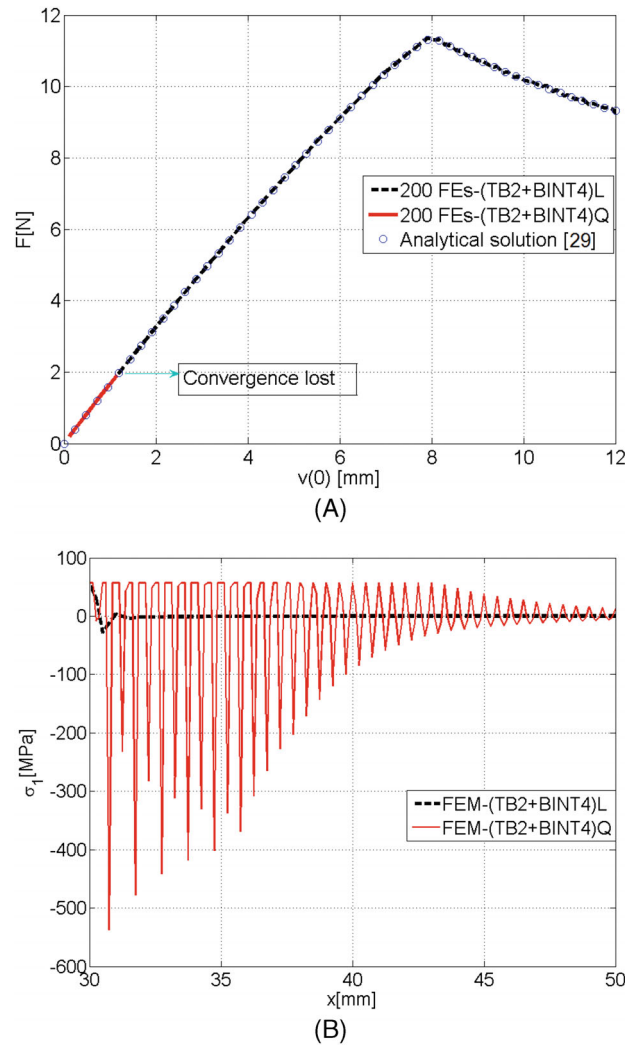 12
10
8
6
4
2
0
F[N]
200 FEs-(TB2+BINT4)L
200 FEs-(TB2+BINT4)Q
Analytical solution [29]
Convergence lost
0 2 4 6 8 10 12
v(0) [mm]
(A)
100
0
-100
-200
-300
-400
-500
-600
σ1[MPa]
FEM-(TB2+BINT4)L
FEM-(TB2+BINT4)Q
30 35 40 45 50
x[mm]
(B)